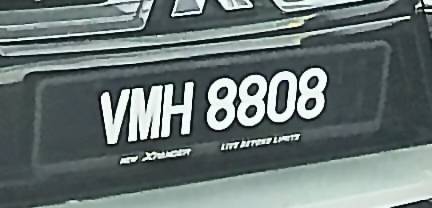 VMH 8808
NEW XPANDER LIVE BEYOND LIMITS